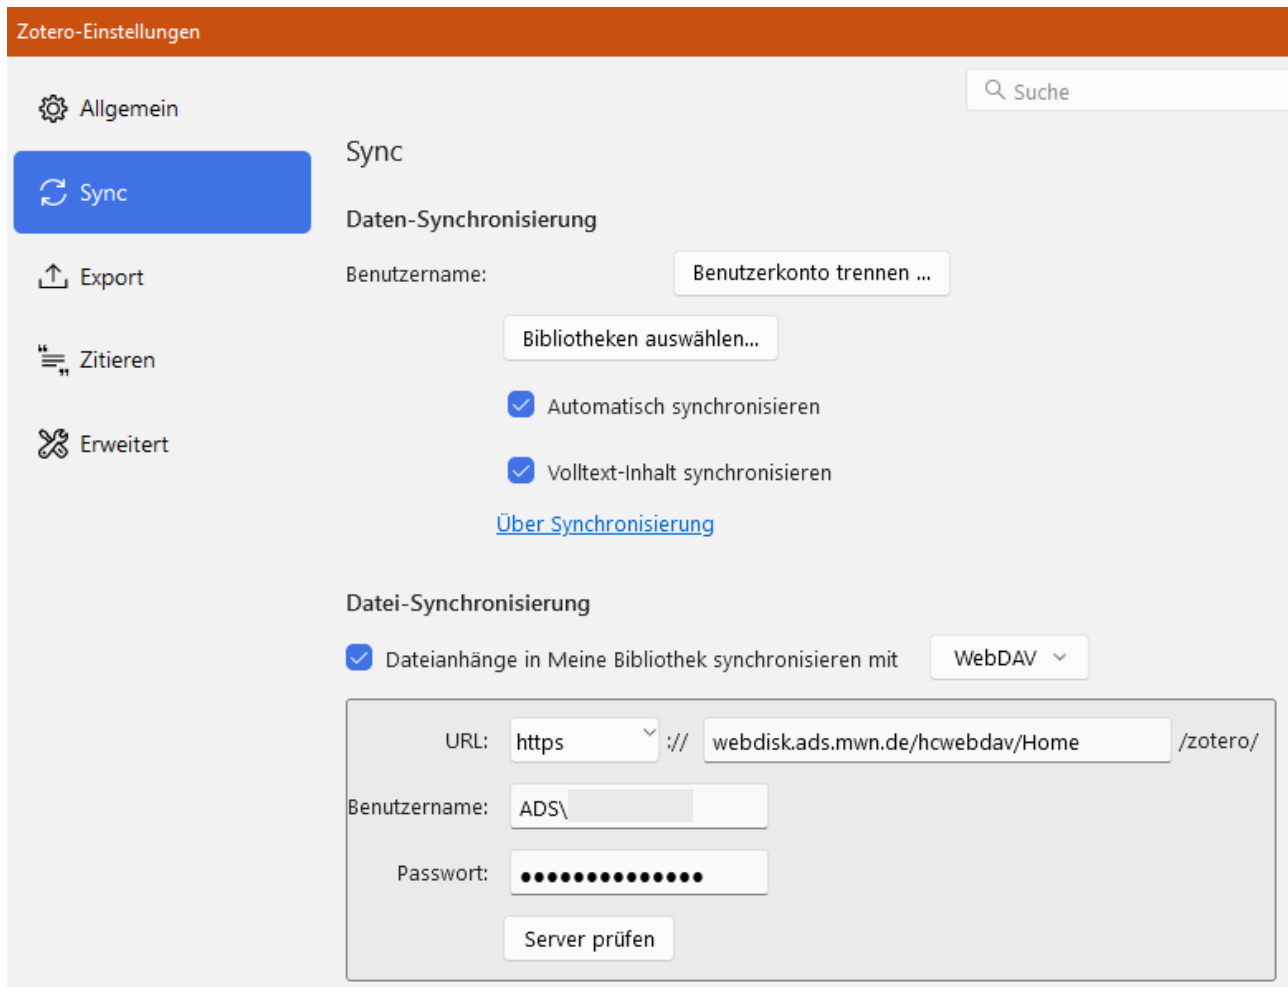 Zotero-Einstellungen
Suche
Allgemein
Sync
Export
Zitieren
Erweitert
Sync
Daten-Synchronisierung
Benutzername: Benutzerkonto trennen ...
Bibliotheken auswählen...
Automatisch synchronisieren
Volltext-Inhalt synchronisieren
Über Synchronisierung
Datei-Synchronisierung
Dateianhänge in Meine Bibliothek synchronisieren mit WebDAV
URL: https :// webdisk.ads.mwn.de/hcwebdav/Home /zotero/
Benutzername: ADS\
Passwort: ●●●●●●●●●●●●●●
Server prüfen